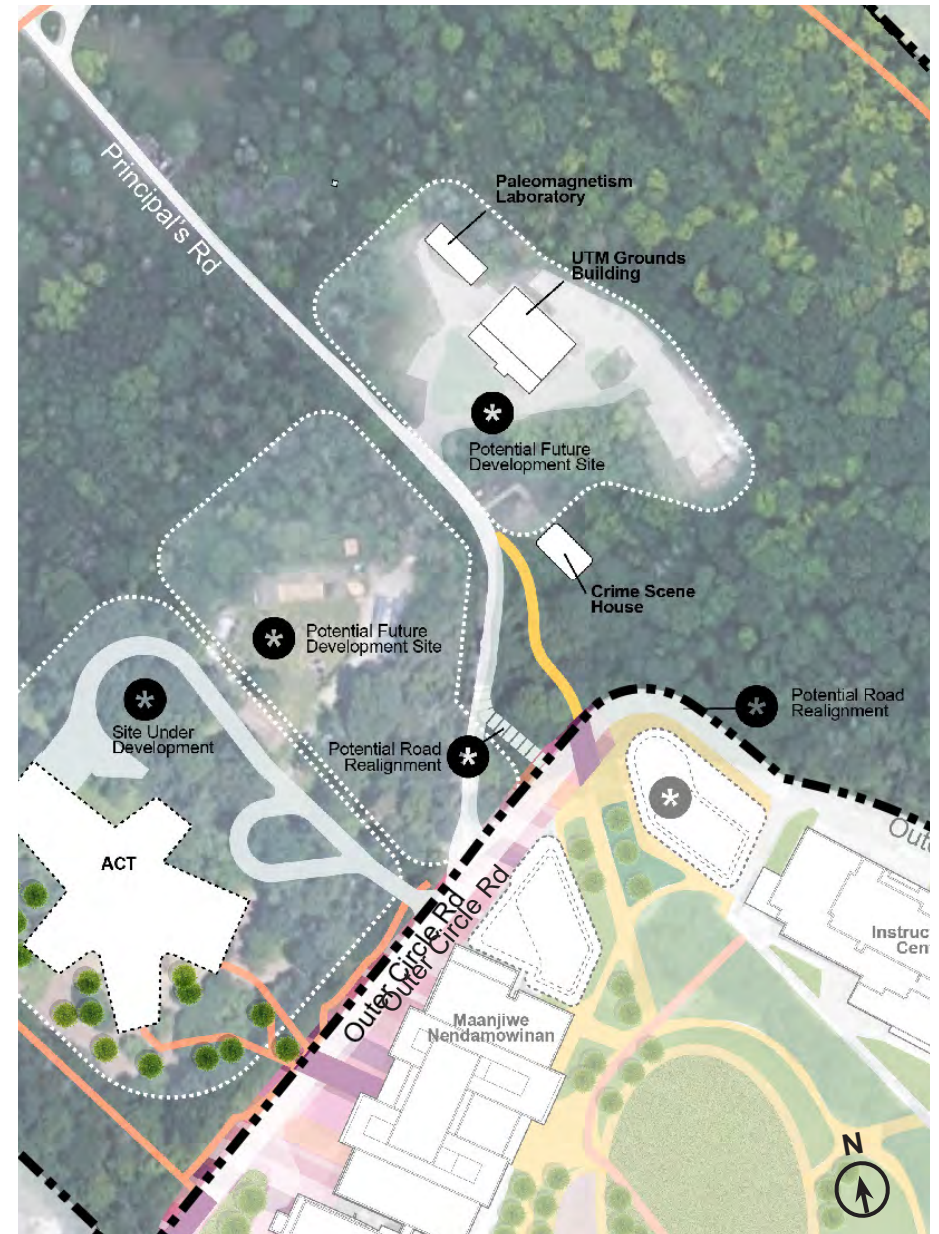 Principal's Rd
Paleomagnetism
Laboratory
UTM Grounds
Building
*
Potential Future
Development Site
Crime Scene
House
*
Potential Future
Development Site
*
Site Under
Development
*
Potential Road
Realignment
Potential Road
Realignment
*
*
ACT
Outer Circle Rd
Outer Circle Rd
Maanjiwe
Nendamowinan
N